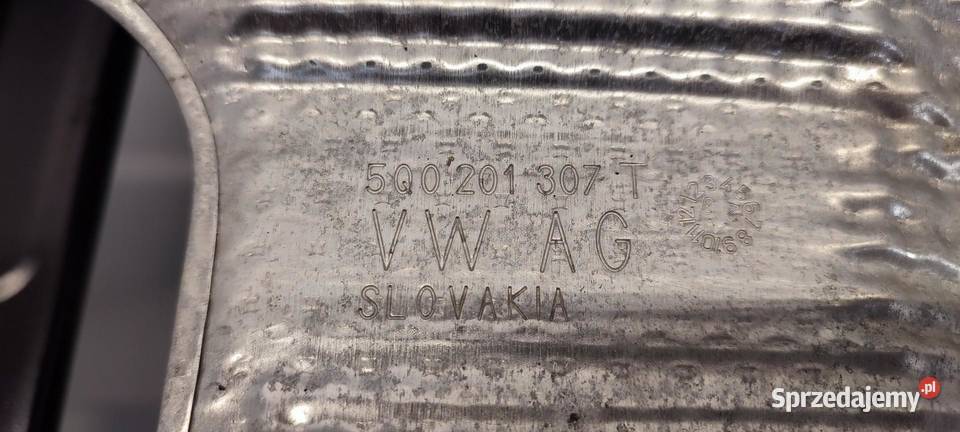 5Q0 201 307 T
VW AG
SLOVAKIA
Sprzedajemy.pl